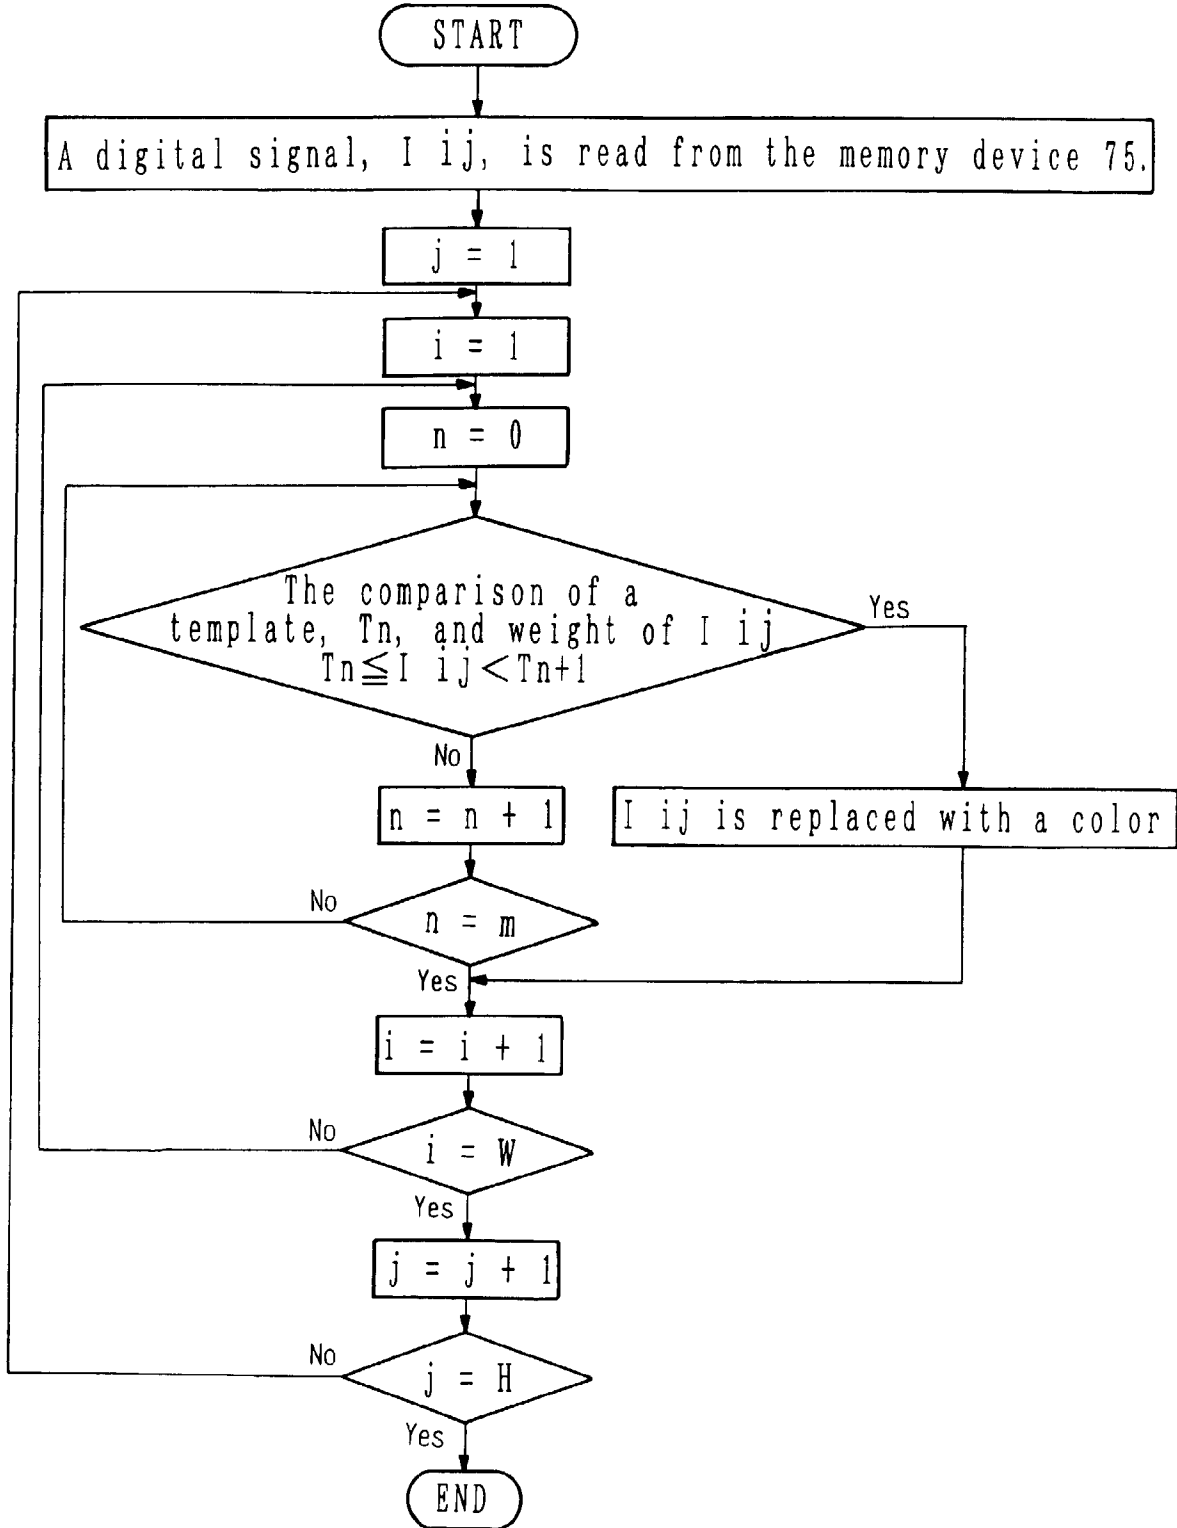 START
A digital signal, I ij, is read from the memory device 75.
j = 1
i = 1
n = 0
The comparison of a
template, Tn, and weight of I ij
Tn≦I ij<Tn+1
Yes
No
n = n + 1
I ij is replaced with a color
No
n = m
Yes
i = i + 1
No
i = W
Yes
j = j + 1
No
j = H
Yes
END